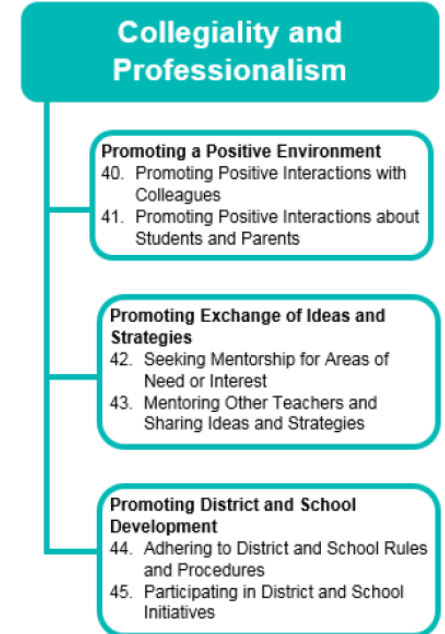 Collegiality and
Professionalism
Promoting a Positive Environment
40. Promoting Positive Interactions with
Colleagues
41. Promoting Positive Interactions about
Students and Parents
Promoting Exchange of Ideas and
Strategies
42. Seeking Mentorship for Areas of
Need or Interest
43. Mentoring Other Teachers and
Sharing Ideas and Strategies
Promoting District and School
Development
44. Adhering to District and School Rules
and Procedures
45. Participating in District and School
Initiatives